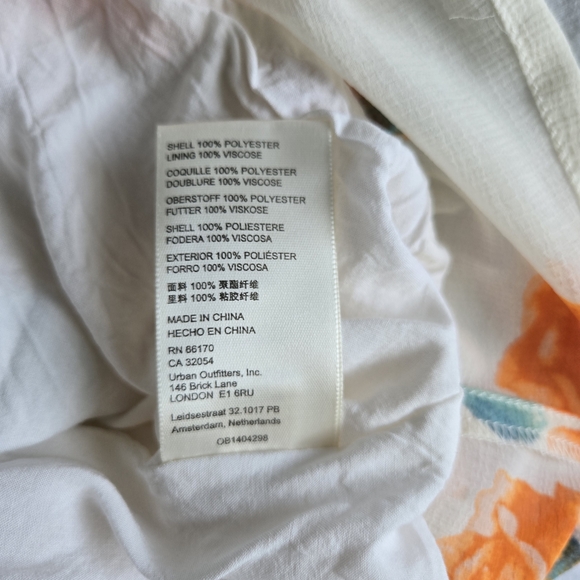 SHELL 100% POLYESTER
LINING 100% VISCOSE
COQUILLE 100% POLYESTER
DOUBLURE 100% VISCOSE
OBERSTOFF 100% POLYESTER
FUTTER 100% VISKOSE
SHELL 100% POLIESTERE
FODERA 100% VISCOSA
EXTERIOR 100% POLIÉSTER
FORRO 100% VISCOSA
面料 100% 聚酯纤维
里料 100% 粘胶纤维
MADE IN CHINA
HECHO EN CHINA
RN 66170
CA 32054
Urban Outfitters, Inc.
146 Brick Lane
LONDON E1 6RU
Leidsestraat 32.1017 PB
Amsterdam, Netherlands
OB1404298